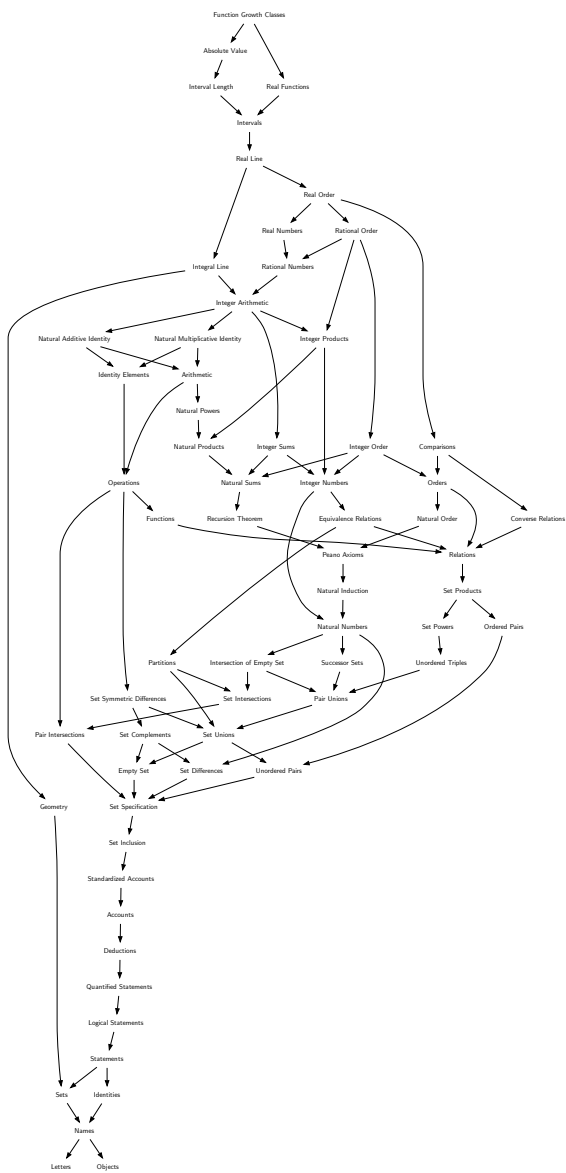 Function Growth Classes
Absolute Value
Interval Length
Real Functions
Intervals
Real Line
Real Order
Real Numbers
Rational Order
Integral Line
Rational Numbers
Integer Arithmetic
Natural Additive Identity
Natural Multiplicative Identity
Integer Products
Identity Elements
Arithmetic
Natural Powers
Natural Products
Integer Sums
Integer Order
Comparisons
Operations
Natural Sums
Integer Numbers
Orders
Functions
Recursion Theorem
Equivalence Relations
Natural Order
Converse Relations
Peano Axioms
Relations
Natural Induction
Set Products
Natural Numbers
Set Powers
Ordered Pairs
Partitions
Intersection of Empty Set
Successor Sets
Unordered Triples
Set Symmetric Differences
Set Intersections
Pair Unions
Pair Intersections
Set Complements
Set Unions
Empty Set
Set Differences
Unordered Pairs
Geometry
Set Specification
Set Inclusion
Standardized Accounts
Accounts
Deductions
Quantified Statements
Logical Statements
Statements
Sets
Identities
Names
Letters
Objects